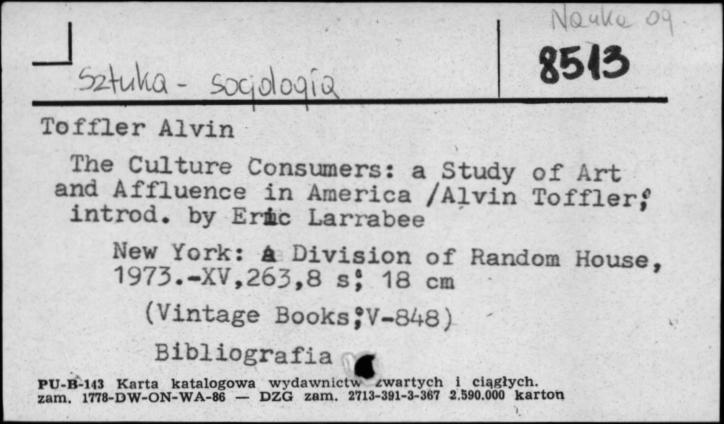 Nauka 09
8513
Sztuka - socjologia
Toffler Alvin
The Culture Consumers: a Study of Art
and Affluence in America /Alvin Toffler;
introd. by Eric Larrabee
New York: A Division of Random House,
1973.-XV,263,8 s; 18 cm
(Vintage Books;V-848)
Bibliografia
PU-B-143 Karta katalogowa wydawnictw zwartych i ciągłych.
zam. 1778-DW-ON-WA-86 — DZG zam. 2713-391-3-367 2.590.000 karton